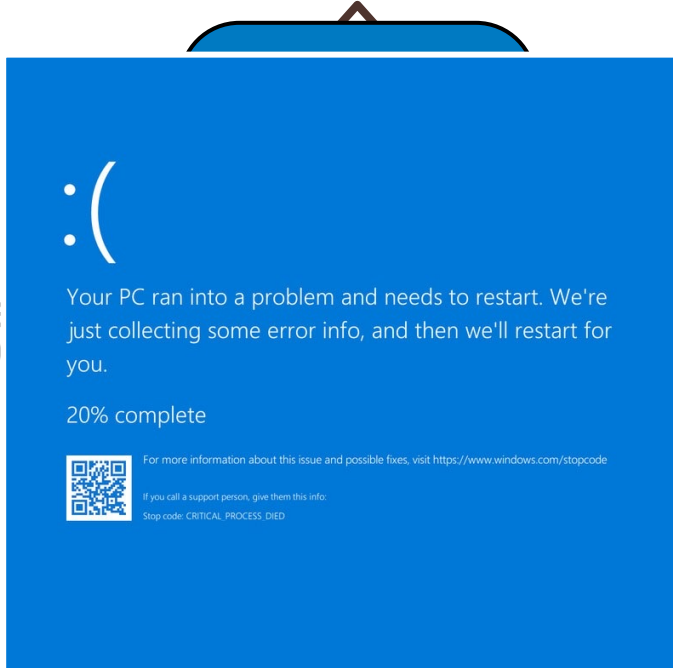 :(
Your PC ran into a problem and needs to restart. We're
just collecting some error info, and then we'll restart for
you.
20% complete
For more information about this issue and possible fixes, visit https://www.windows.com/stopcode
If you call a support person, give them this info:
Stop code: CRITICAL_PROCESS_DIED